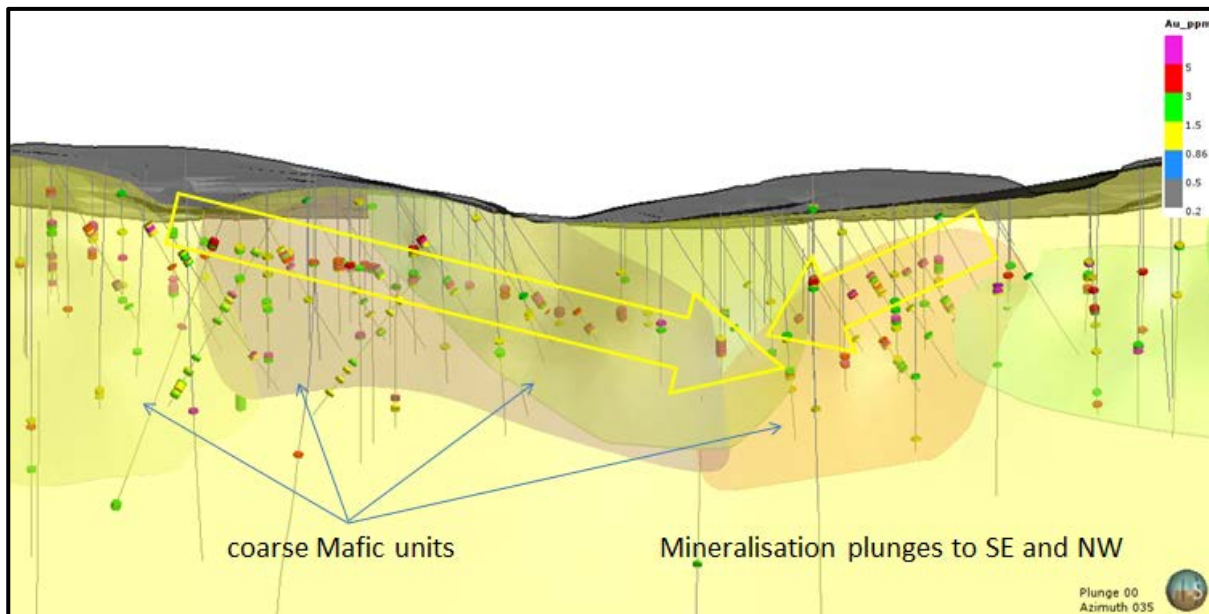 Au_ppm
5
3
1.5
0.86
0.5
0.2
coarse Mafic units
Mineralisation plunges to SE and NW
Plunge 00
Azimuth 035